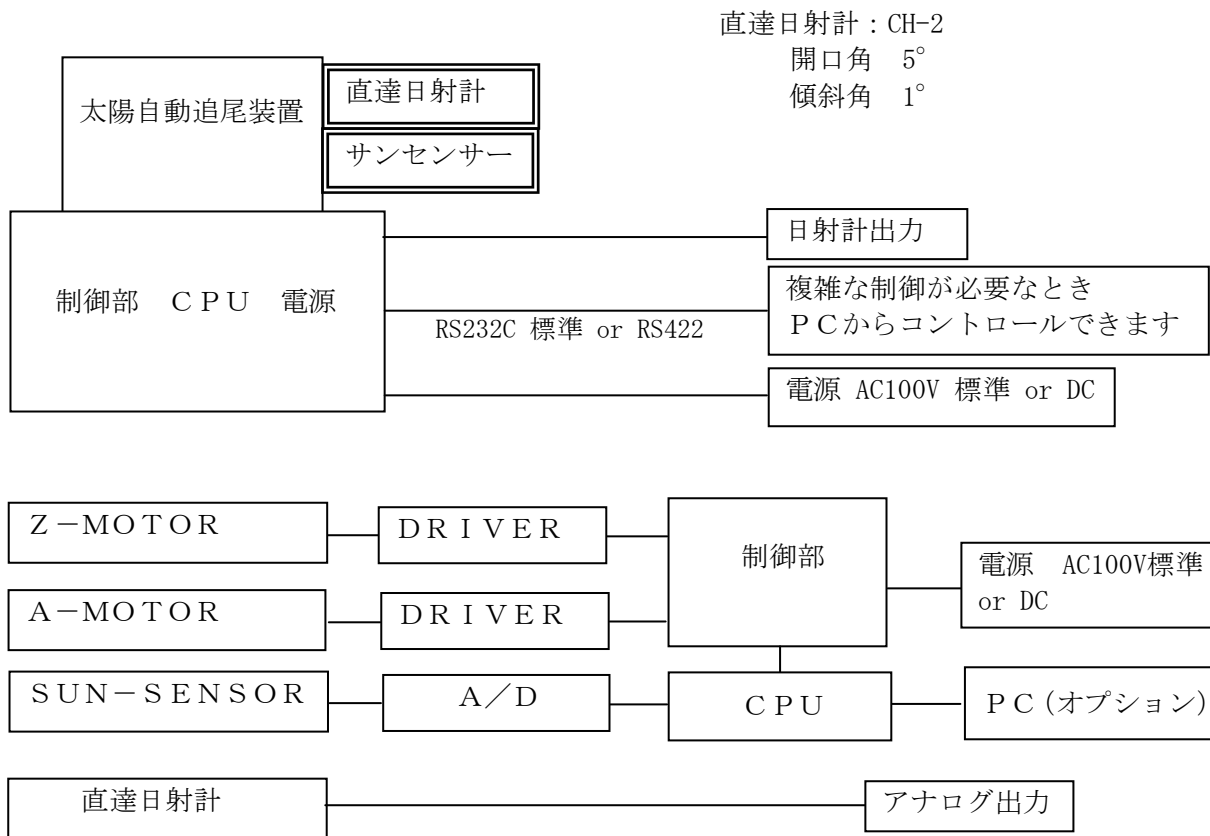 直達日射計：CH-2
開口角　5°
傾斜角　1°
太陽自動追尾装置
直達日射計
サンセンサー
制御部　ＣＰＵ　電源
日射計出力
RS232C 標準 or RS422
複雑な制御が必要なとき
ＰＣからコントロールできます
電源 AC100V 標準 or DC
Ｚ－ＭＯＴＯＲ
ＤＲＩＶＥＲ
制御部
電源　AC100V標準
or DC
Ａ－ＭＯＴＯＲ
ＤＲＩＶＥＲ
ＳＵＮ－ＳＥＮＳＯＲ
Ａ／Ｄ
ＣＰＵ
ＰＣ(オプション)
直達日射計
アナログ出力